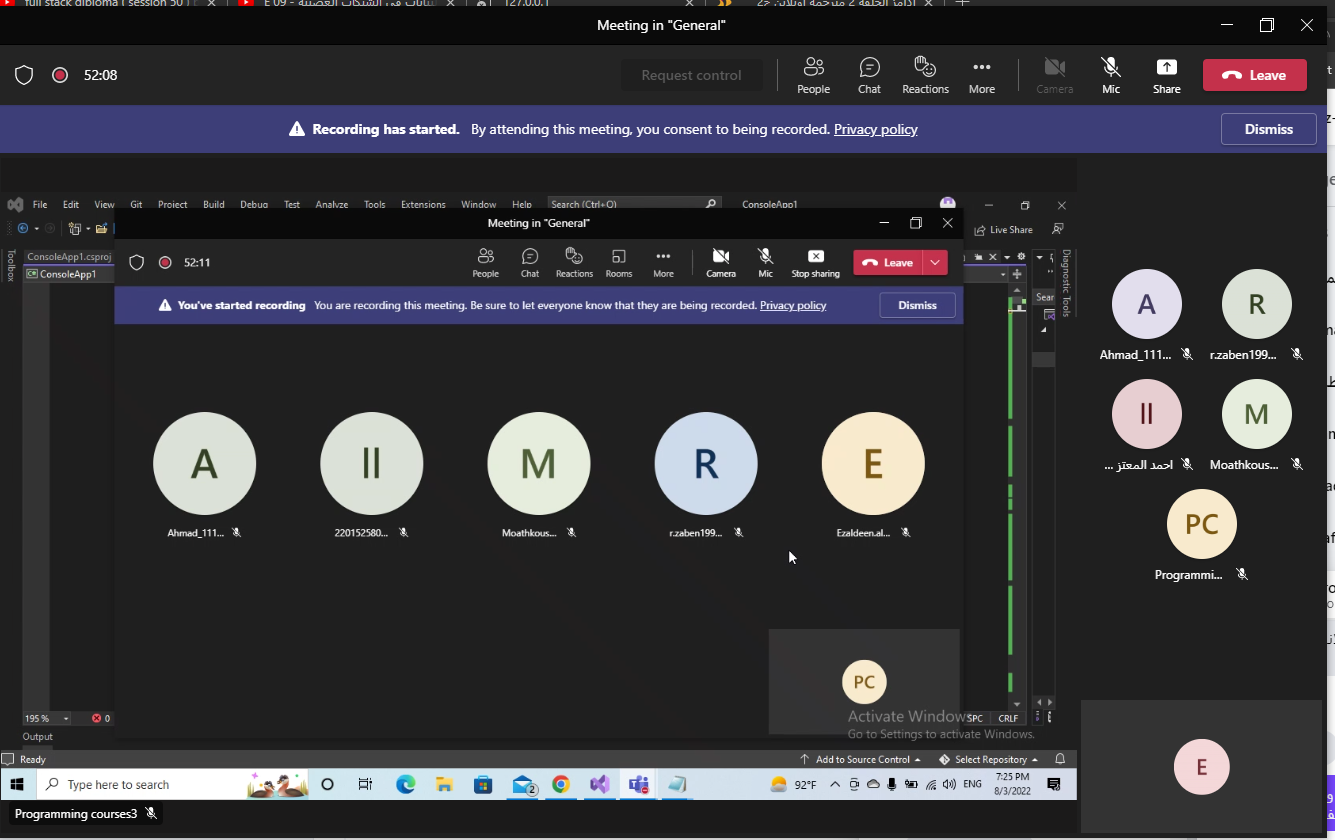 full stack diploma ( session 50 )
E 09 - البيانات في الشبكات العصبية
127.0.0.1
Meeting in "General"
52:08
Request control
People
Chat
Reactions
More
Camera
Mic
Share
Leave
Recording has started. By attending this meeting, you consent to being recorded. Privacy policy
Dismiss
File Edit View Git Project Build Debug Test Analyze Tools Extensions Window Help Search (Ctrl+Q) ConsoleApp1
Meeting in "General"
Live Share
Toolbox
ConsoleApp1.csproj
ConsoleApp1
52:11
People
Chat
Reactions
Rooms
More
Camera
Mic
Stop sharing
Leave
Diagnostic Tools
Sear
You've started recording You are recording this meeting. Be sure to let everyone know that they are being recorded. Privacy policy
Dismiss
A
Ahmad_111...
اا
220152580...
M
Moathkous...
R
r.zaben199...
E
Ezaldeen.al...
PC
A
Ahmad_111...
R
r.zaben199...
اا
احمد المعتز ...
M
Moathkous...
PC
Programmi...
E
195 %
0
SPC CRLF
Activate Windows
Go to Settings to activate Windows.
Output
Ready
Add to Source Control
Select Repository
Type here to search
2
92°F
ENG
7:25 PM
8/3/2022
Programming courses3